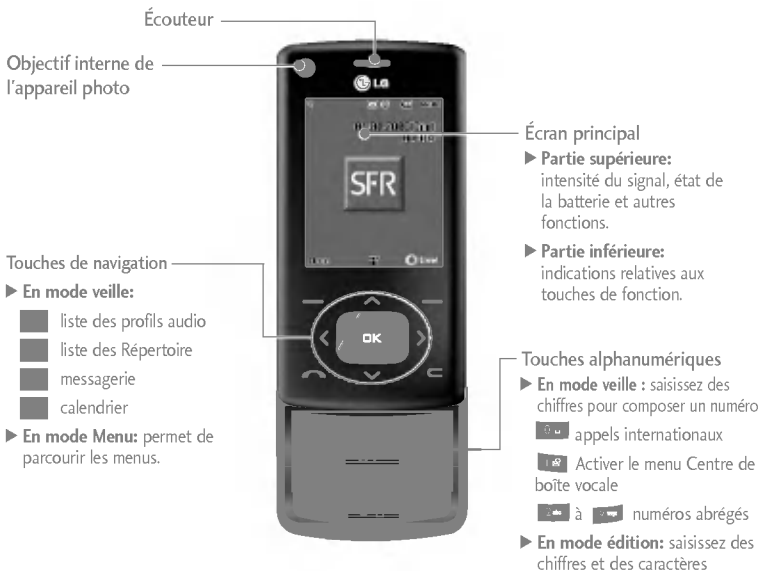 Écouteur
Objectif interne de
l'appareil photo
LG
SFR
OK
Écran principal
▶ Partie supérieure:
intensité du signal, état de
la batterie et autres
fonctions.
▶ Partie inférieure:
indications relatives aux
touches de fonction.
Touches de navigation
▶ En mode veille:
liste des profils audio
liste des Répertoire
messagerie
calendrier
▶ En mode Menu: permet de
parcourir les menus.
Touches alphanumériques
▶ En mode veille : saisissez des
chiffres pour composer un numéro
appels internationaux
Activer le menu Centre de
boîte vocale
à numéros abrégés
▶ En mode édition: saisissez des
chiffres et des caractères